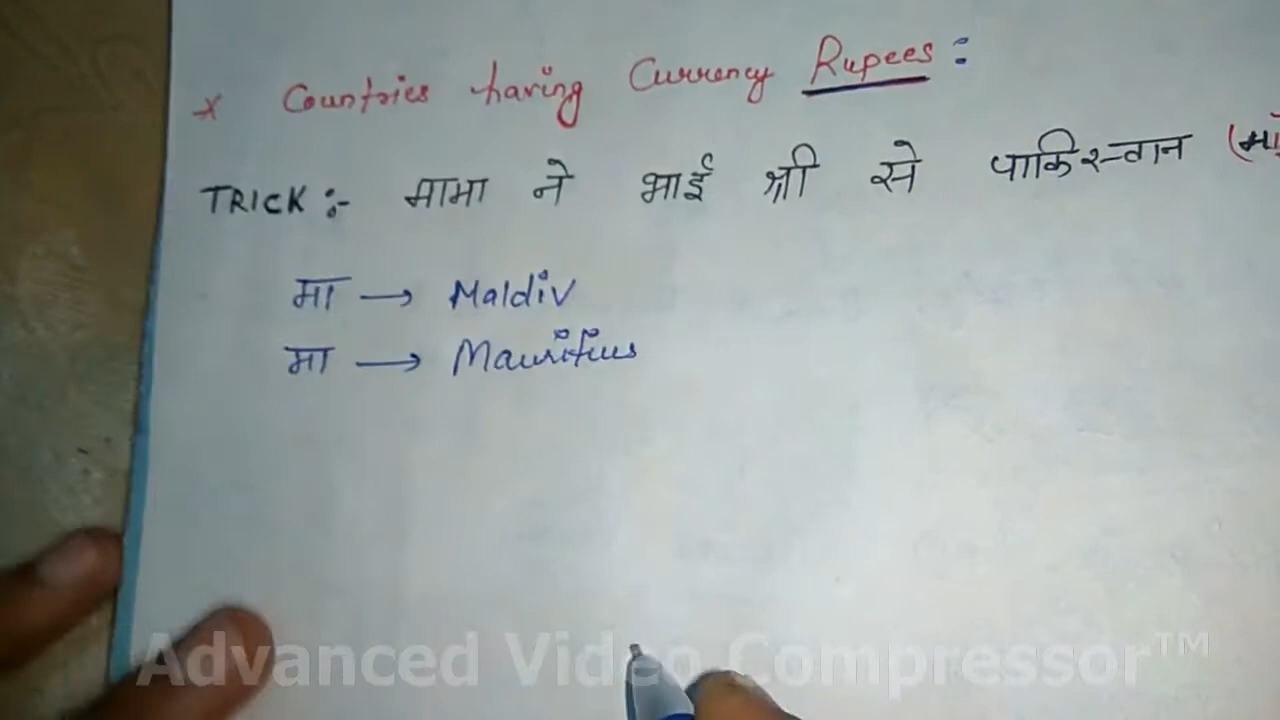 x Countries having Currency Rupees :
TRICK :- मामा ने भाई श्री से पाकिस्तान (मा
मा → Maldiv
मा → Mauritius
Advanced Video Compressor™